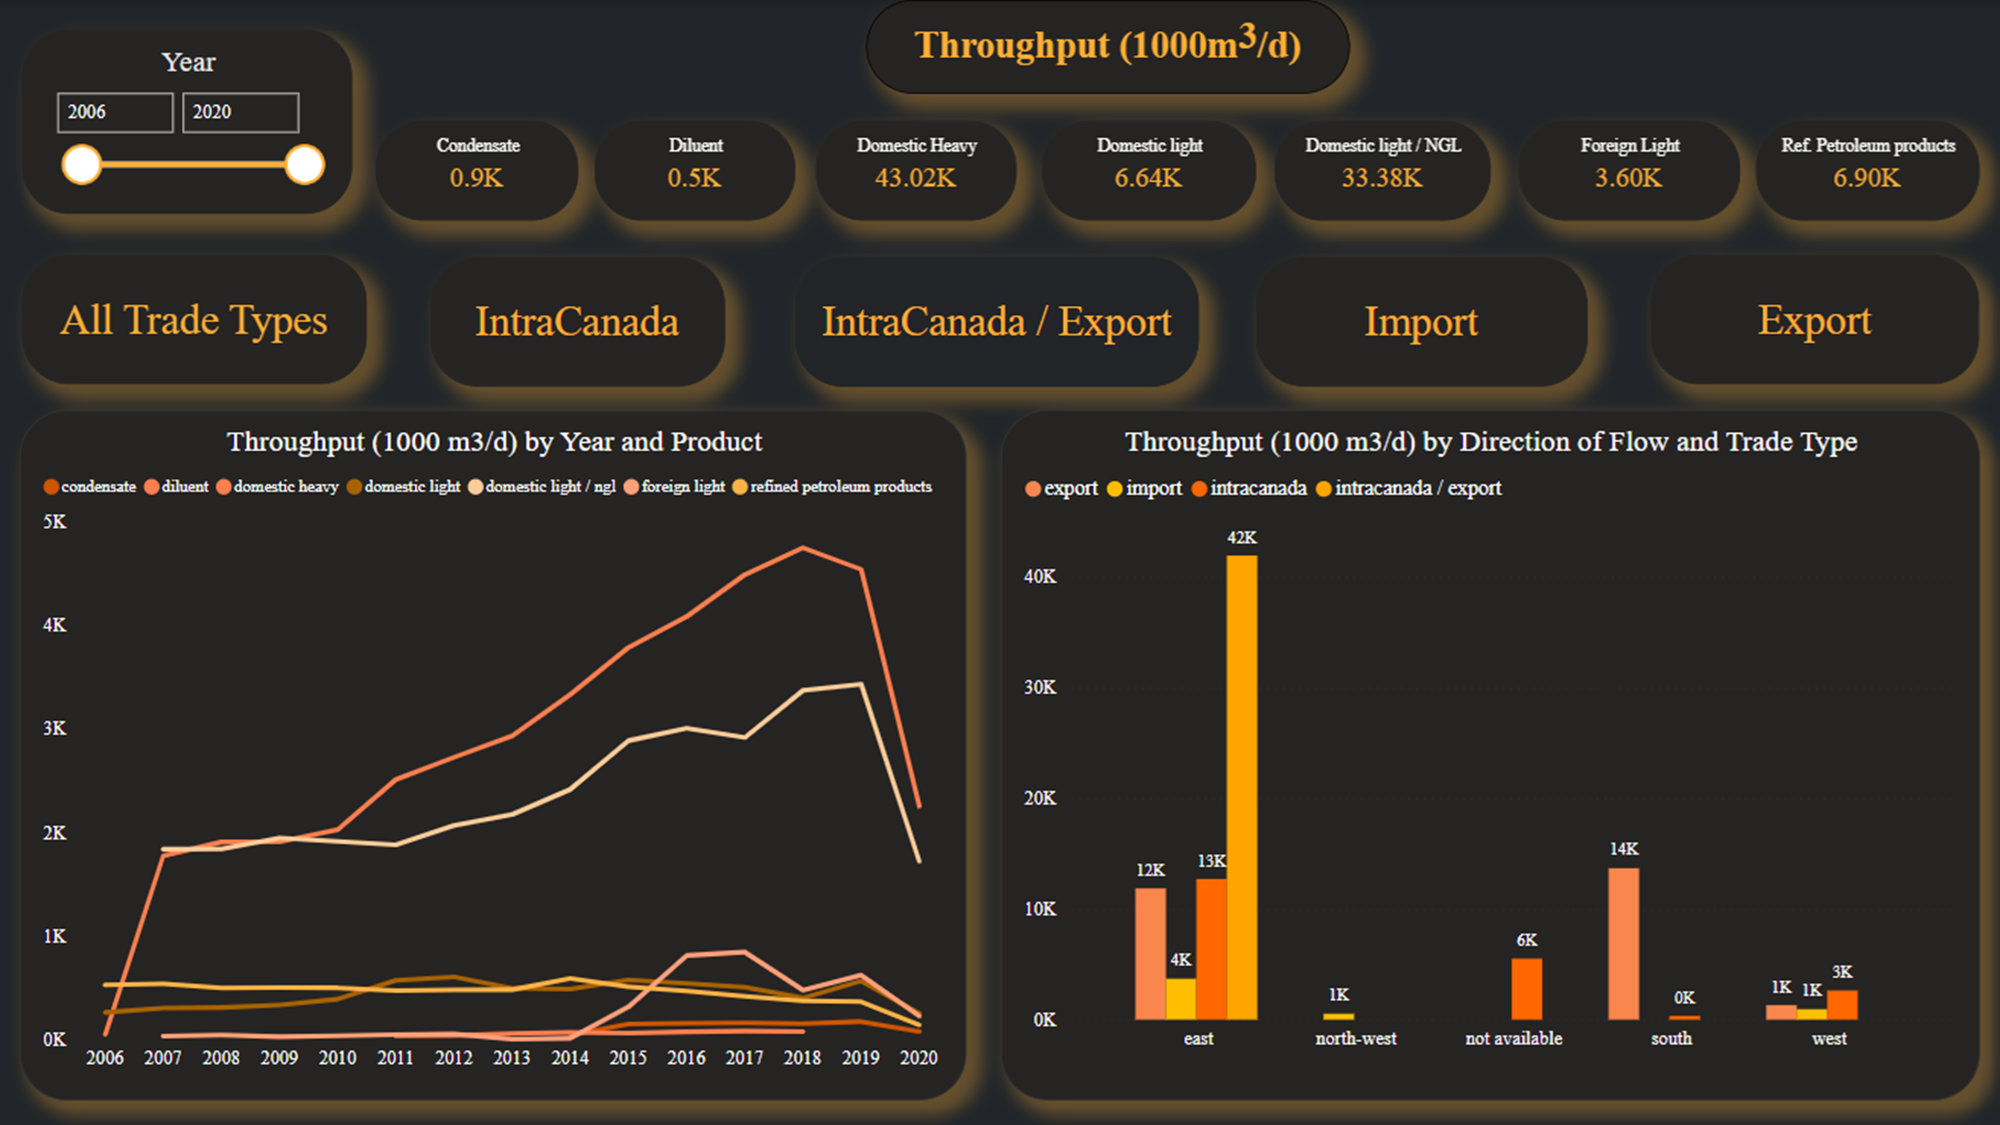 Throughput (1000m3/d)
Year
2006 2020
Condensate
0.9K
Diluent
0.5K
Domestic Heavy
43.02K
Domestic light
6.64K
Domestic light / NGL
33.38K
Foreign Light
3.60K
Ref. Petroleum products
6.90K
All Trade Types
IntraCanada
IntraCanada / Export
Import
Export
Throughput (1000 m3/d) by Year and Product
condensate diluent domestic heavy domestic light domestic light / ngl foreign light refined petroleum products
5K
4K
3K
2K
1K
0K
2006 2007 2008 2009 2010 2011 2012 2013 2014 2015 2016 2017 2018 2019 2020
Throughput (1000 m3/d) by Direction of Flow and Trade Type
export import intracanada intracanada / export
40K
30K
20K
10K
0K
12K 4K 13K 42K
1K
6K
14K 0K
1K 1K 3K
east north-west not available south west